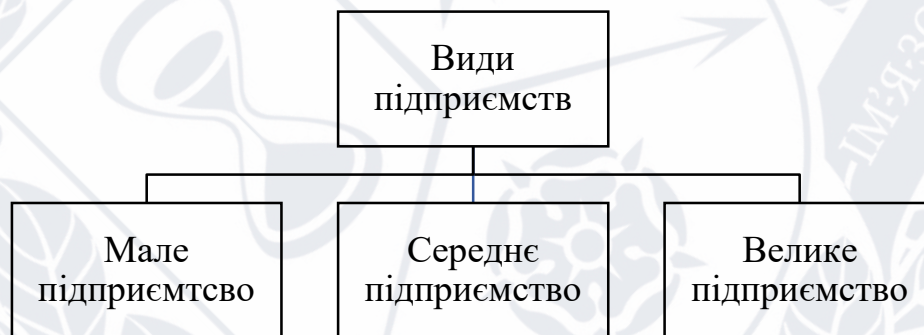 Види
підприємств
Мале
підприємтсво
Середнє
підприємство
Велике
підприємство